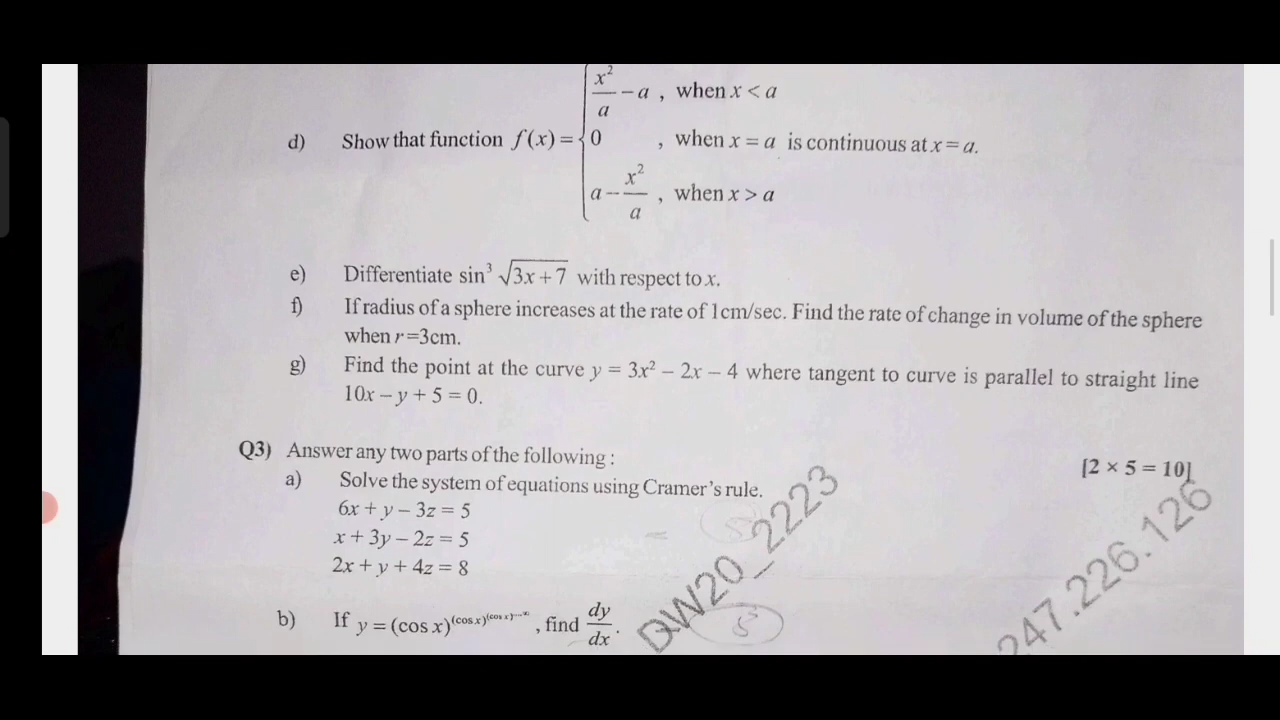 x²/a − a , when x < a
d) Show that function f(x) = { 0 , when x = a is continuous at x = a.
a − x²/a , when x > a
e) Differentiate sin³ √(3x + 7) with respect to x.
f) If radius of a sphere increases at the rate of 1cm/sec. Find the rate of change in volume of the sphere
when r=3cm.
g) Find the point at the curve y = 3x² − 2x − 4 where tangent to curve is parallel to straight line
10x − y + 5 = 0.
Q3) Answer any two parts of the following : [2 × 5 = 10]
a) Solve the system of equations using Cramer's rule.
6x + y − 3z = 5
x + 3y − 2z = 5
2x + y + 4z = 8
b) If y = (cos x)^(cos x)^(cos x)^....∞ , find dy/dx.
DW20_2223
247.226.126